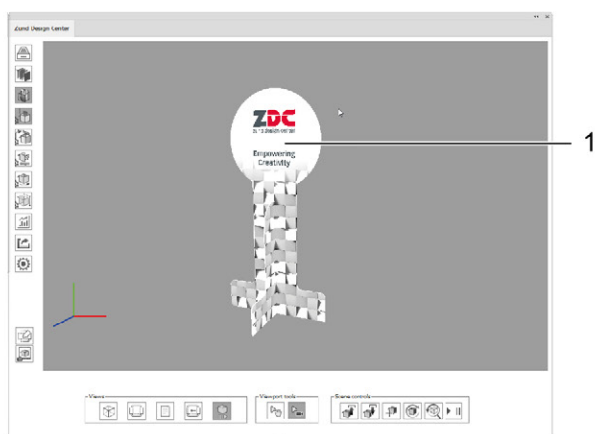 Zund Design Center
ZDC
Empowering
Creativity
1
Views
Viewport tools
Scene controls